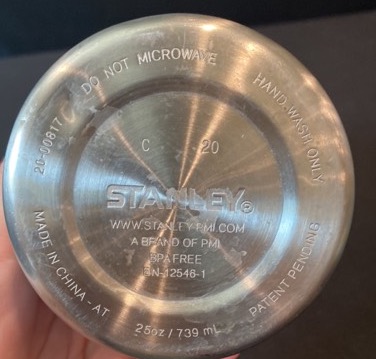 DO NOT MICROWAVE
HAND-WASH ONLY
20-00817
C 20
STANLEY®
WWW.STANLEY-PMI.COM
A BRAND OF PMI
BPA FREE
EN-12546-1
MADE IN CHINA - AT
25oz / 739 mL
PATENT PENDING